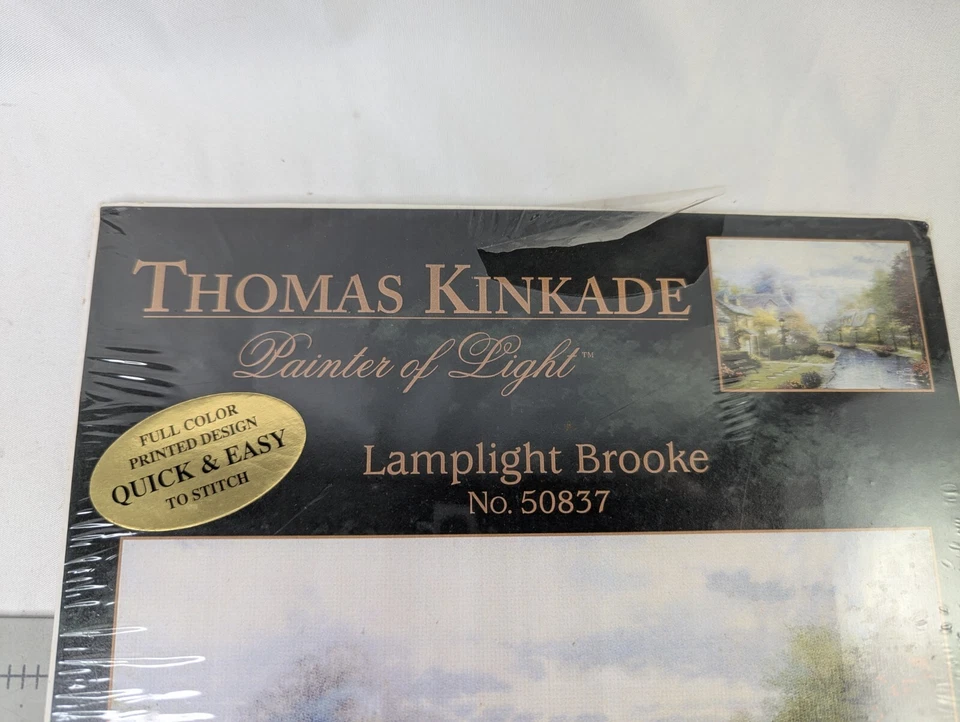 THOMAS KINKADE
Painter of Light™
FULL COLOR
PRINTED DESIGN
QUICK & EASY
TO STITCH
Lamplight Brooke
No. 50837